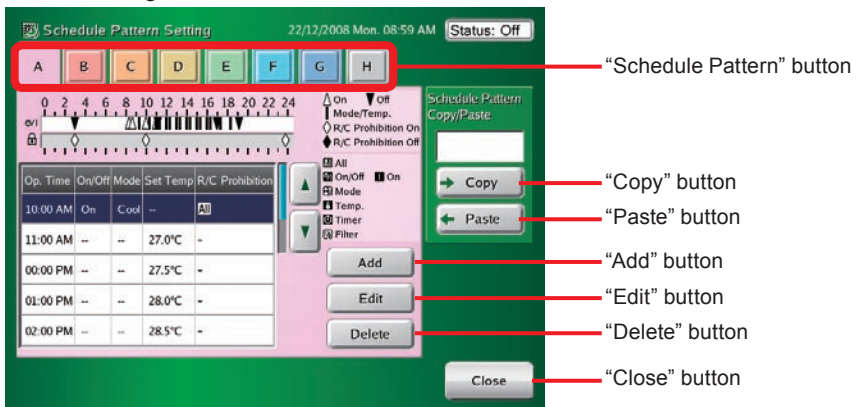 Schedule Pattern Setting 22/12/2008 Mon. 08:59 AM Status: Off
A B C D E F G H
“Schedule Pattern” button
0 2 4 6 8 10 12 14 16 18 20 22 24
On Off
Mode/Temp.
R/C Prohibition On
R/C Prohibition Off
Schedule Pattern
Copy/Paste
All
On/Off On
Mode
Temp.
Timer
Filter
Op. Time On/Off Mode Set Temp R/C Prohibition
10:00 AM On Cool -- All
11:00 AM -- -- 27.0°C -
00:00 PM -- -- 27.5°C -
01:00 PM -- -- 28.0°C -
02:00 PM -- -- 28.5°C -
Copy “Copy” button
Paste “Paste” button
Add “Add” button
Edit “Edit” button
Delete “Delete” button
Close “Close” button